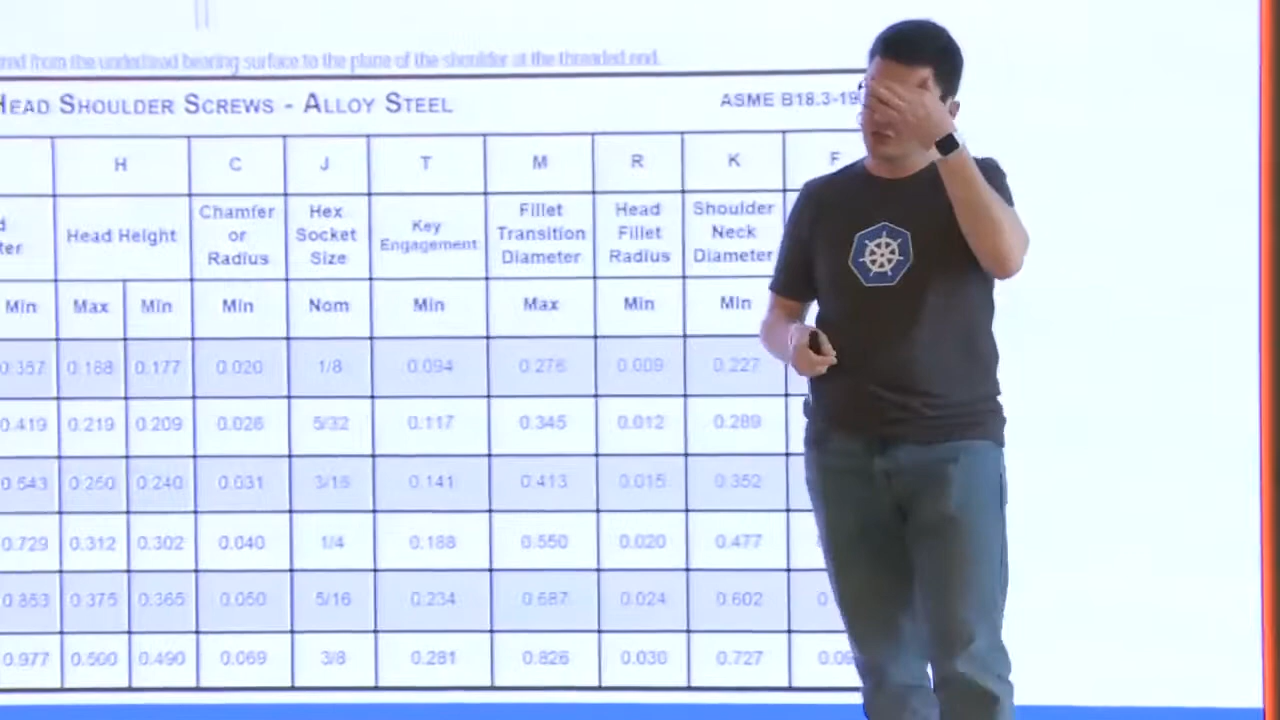 red from the underhead bearing surface to the plane of the shoulder at the threaded end.
HEAD SHOULDER SCREWS - ALLOY STEEL ASME B18.3-19
H C J T M R K F
Head Height Chamfer or Radius Hex Socket Size Key Engagement Fillet Transition Diameter Head Fillet Radius Shoulder Neck Diameter
Min Max Min Min Nom Min Max Min Min
0.357 0.188 0.177 0.020 1/8 0.094 0.276 0.009 0.227
0.419 0.219 0.209 0.026 5/32 0.117 0.345 0.012 0.289
0.543 0.250 0.240 0.031 3/16 0.141 0.413 0.015 0.352
0.729 0.312 0.302 0.040 1/4 0.188 0.550 0.020 0.477
0.853 0.375 0.365 0.050 5/16 0.234 0.687 0.024 0.602
0.977 0.500 0.490 0.069 3/8 0.281 0.826 0.030 0.727